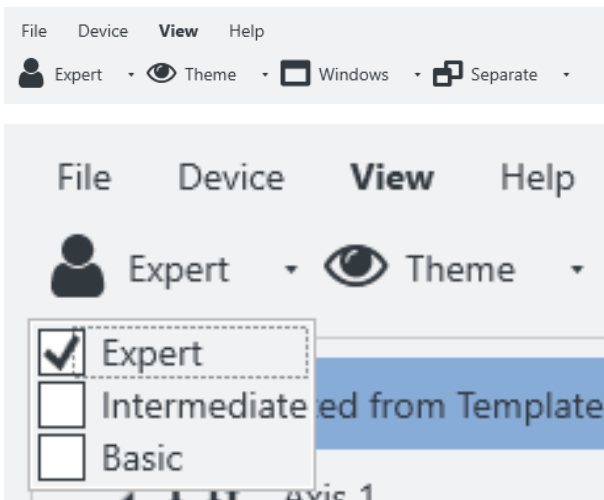 File Device View Help
Expert Theme Windows Separate
File Device View Help
Expert Theme
Expert
Intermediate ed from Template
Basic
Axis 1